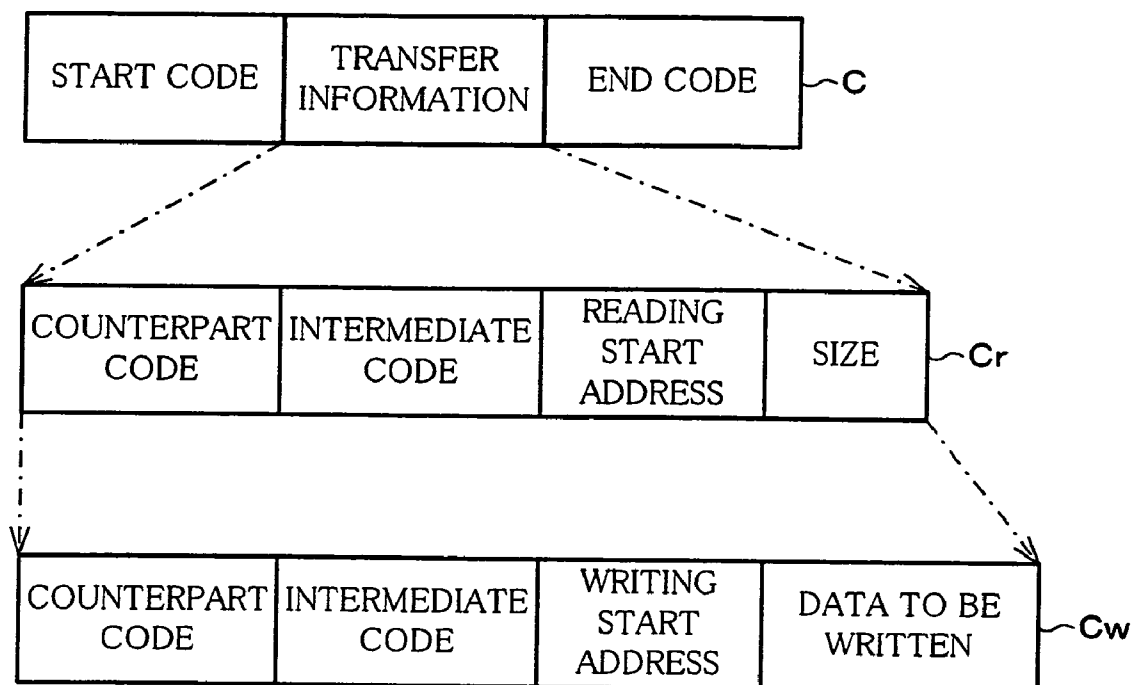 START CODE
TRANSFER
INFORMATION
END CODE
C
COUNTERPART
CODE
INTERMEDIATE
CODE
READING
START
ADDRESS
SIZE
Cr
COUNTERPART
CODE
INTERMEDIATE
CODE
WRITING
START
ADDRESS
DATA TO BE
WRITTEN
Cw